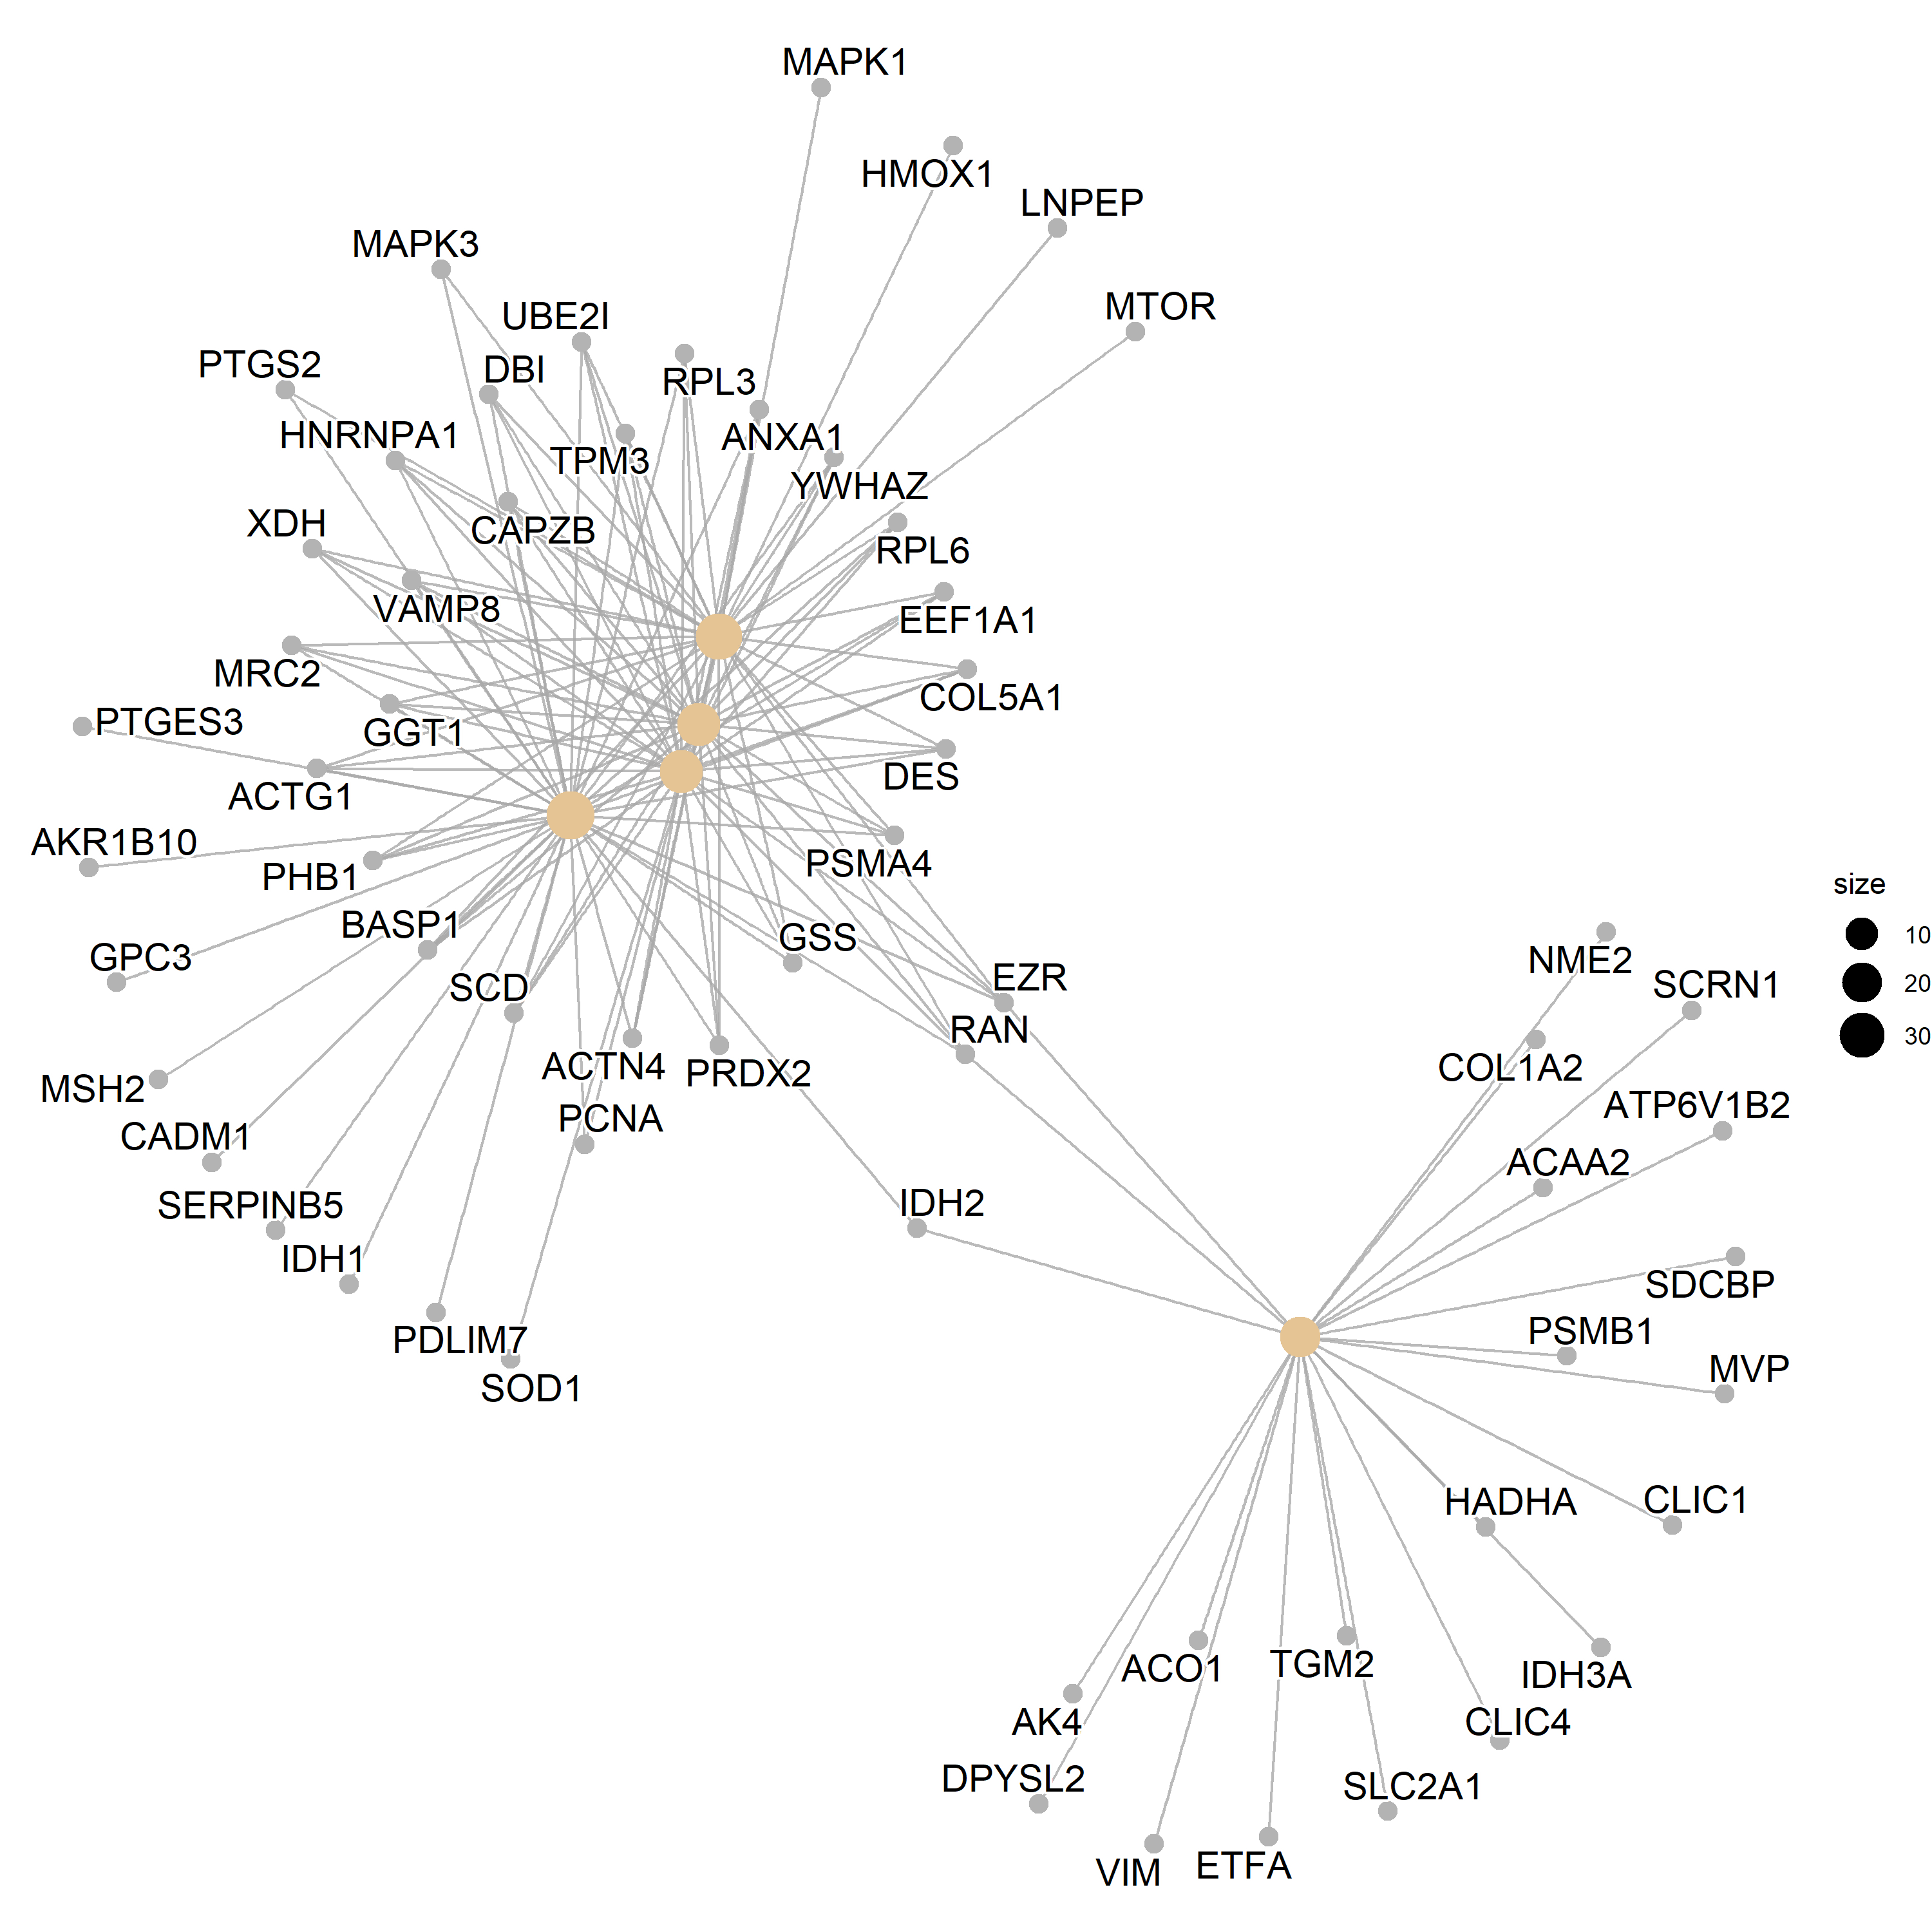 MAPK1
HMOX1
LNPEP
MAPK3
MTOR
UBE2I
PTGS2
DBI
RPL3
HNRNPA1
ANXA1
TPM3
YWHAZ
XDH
CAPZB
RPL6
VAMP8
EEF1A1
MRC2
COL5A1
PTGES3
GGT1
DES
ACTG1
AKR1B10
PHB1
PSMA4
size
BASP1
GSS
10
GPC3
NME2
SCD
EZR
SCRN1
20
RAN
30
ACTN4
PRDX2
COL1A2
MSH2
PCNA
ATP6V1B2
CADM1
ACAA2
SERPINB5
IDH2
IDH1
SDCBP
PDLIM7
PSMB1
MVP
SOD1
HADHA
CLIC1
ACO1
TGM2
IDH3A
AK4
CLIC4
DPYSL2
SLC2A1
VIM
ETFA